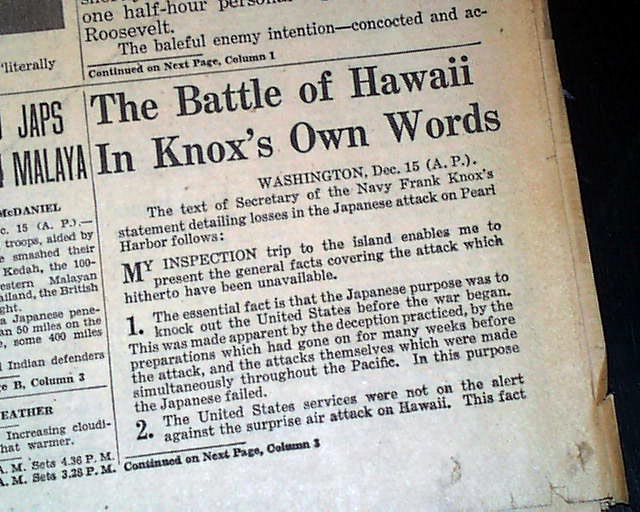 one half-hour personal
Roosevelt.
The baleful enemy intention—concocted and ac-
Continued on Next Page, Column 1
'literally
JAPS
MALAYA
McDANIEL
c. 15 (A. P.).—
troops, aided by
smashed their
Kedah, the 100-
estern Malayan
ailand, the British
ght.
a Japanese pene-
an 50 miles on the
e, some 400 miles
Indian defenders
e B, Column 3
EATHER
Increasing cloudi-
hat warmer.
A. M. Sets 4.36 P. M.
A. M. Sets 3.28 P. M.
The Battle of Hawaii
In Knox's Own Words
WASHINGTON, Dec. 15 (A. P.).
The text of Secretary of the Navy Frank Knox's
statement detailing losses in the Japanese attack on Pearl
Harbor follows:
MY INSPECTION trip to the island enables me to
present the general facts covering the attack which
hitherto have been unavailable.
1. The essential fact is that the Japanese purpose was to
knock out the United States before the war began.
This was made apparent by the deception practiced, by the
preparations which had gone on for many weeks before
the attack, and the attacks themselves which were made
simultaneously throughout the Pacific. In this purpose
the Japanese failed.
2. The United States services were not on the alert
against the surprise air attack on Hawaii. This fact
Continued on Next Page, Column 3